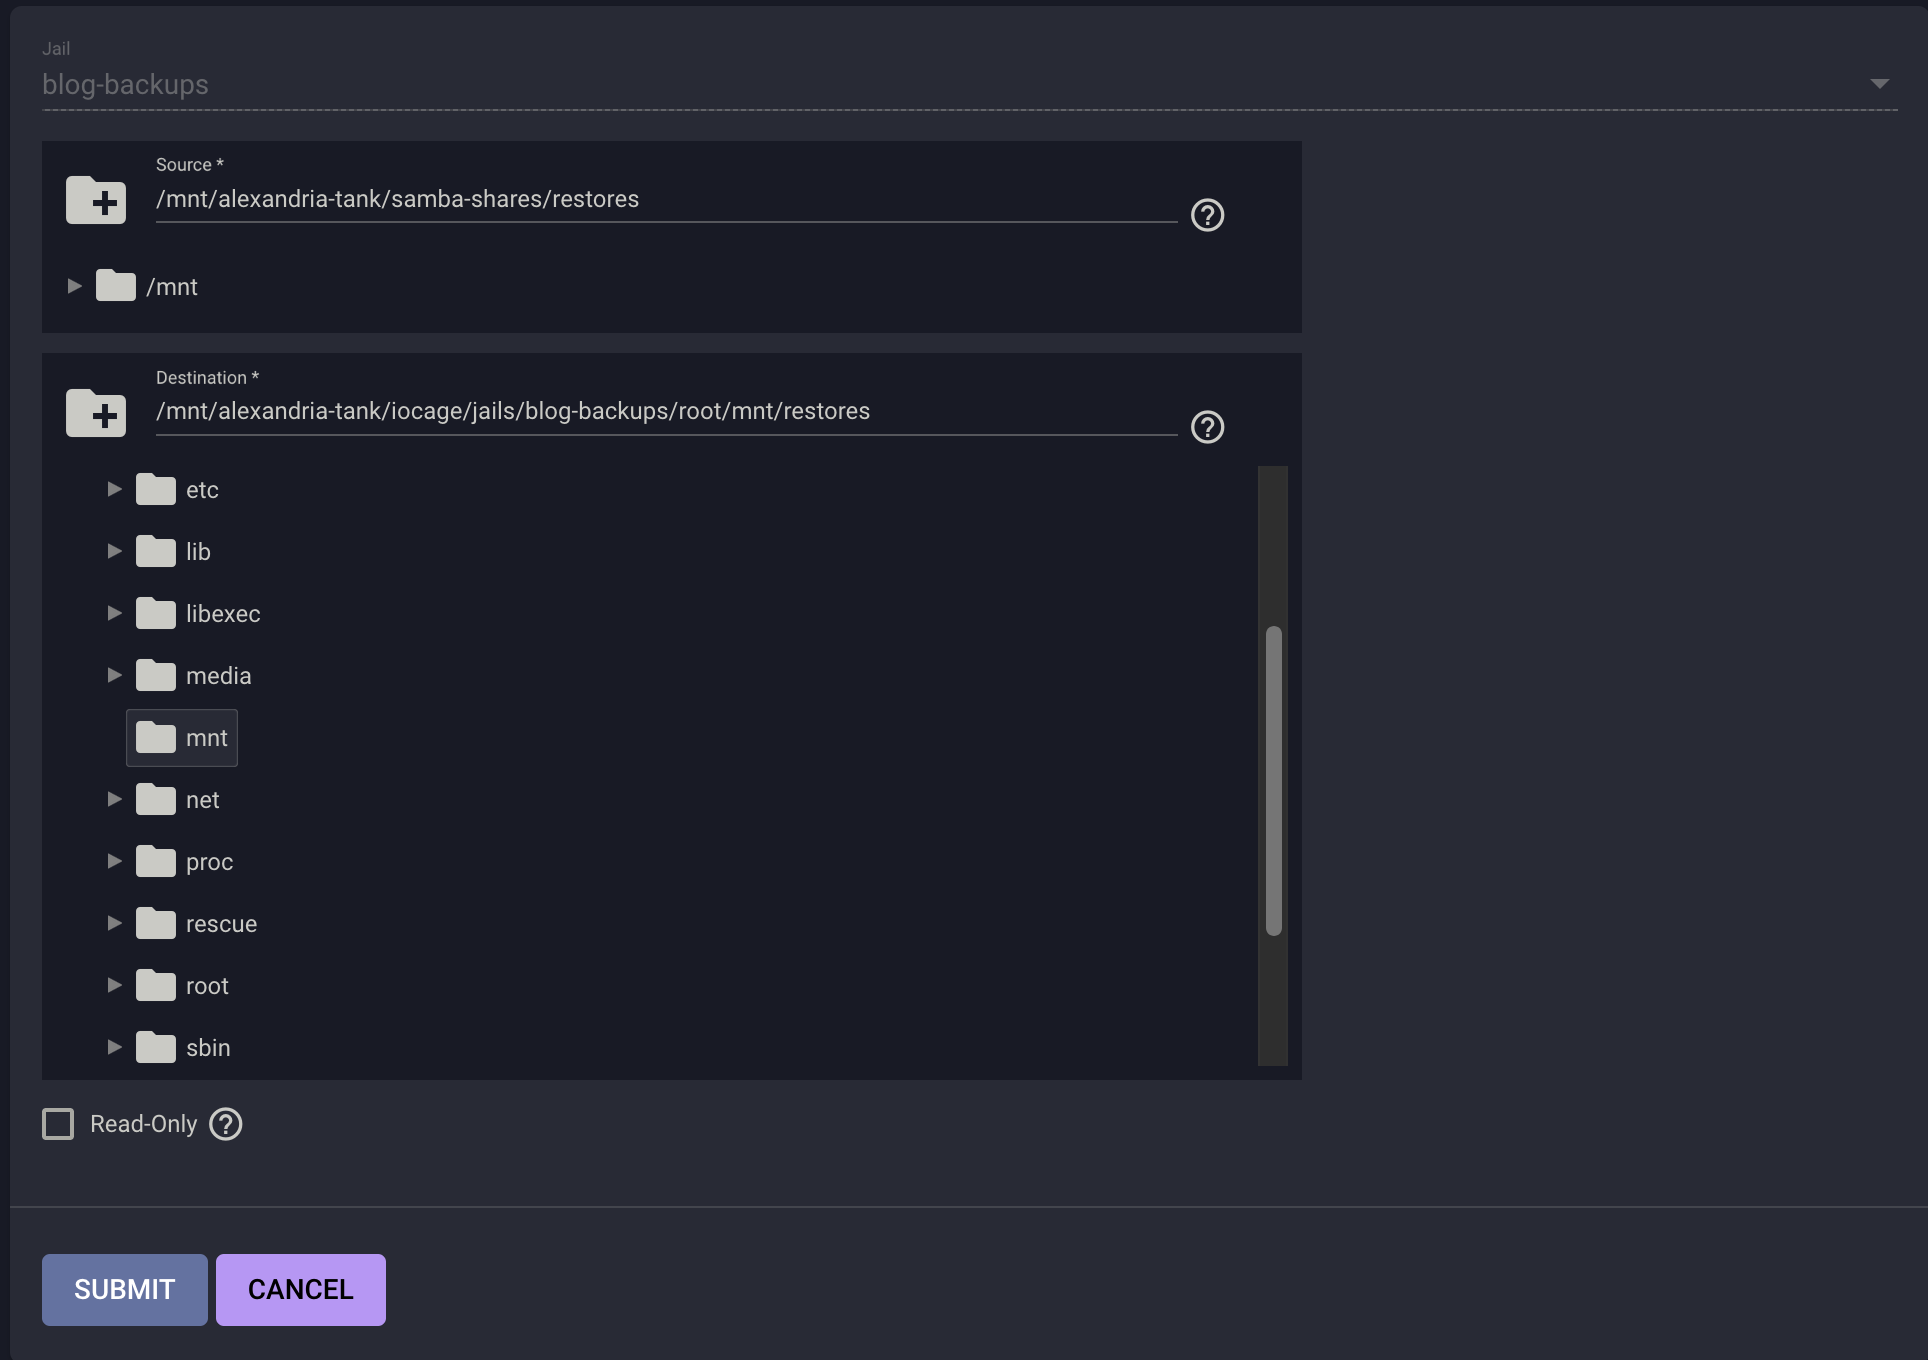 Jail
blog-backups
Source *
/mnt/alexandria-tank/samba-shares/restores
/mnt
Destination *
/mnt/alexandria-tank/iocage/jails/blog-backups/root/mnt/restores
etc
lib
libexec
media
mnt
net
proc
rescue
root
sbin
Read-Only
SUBMIT CANCEL